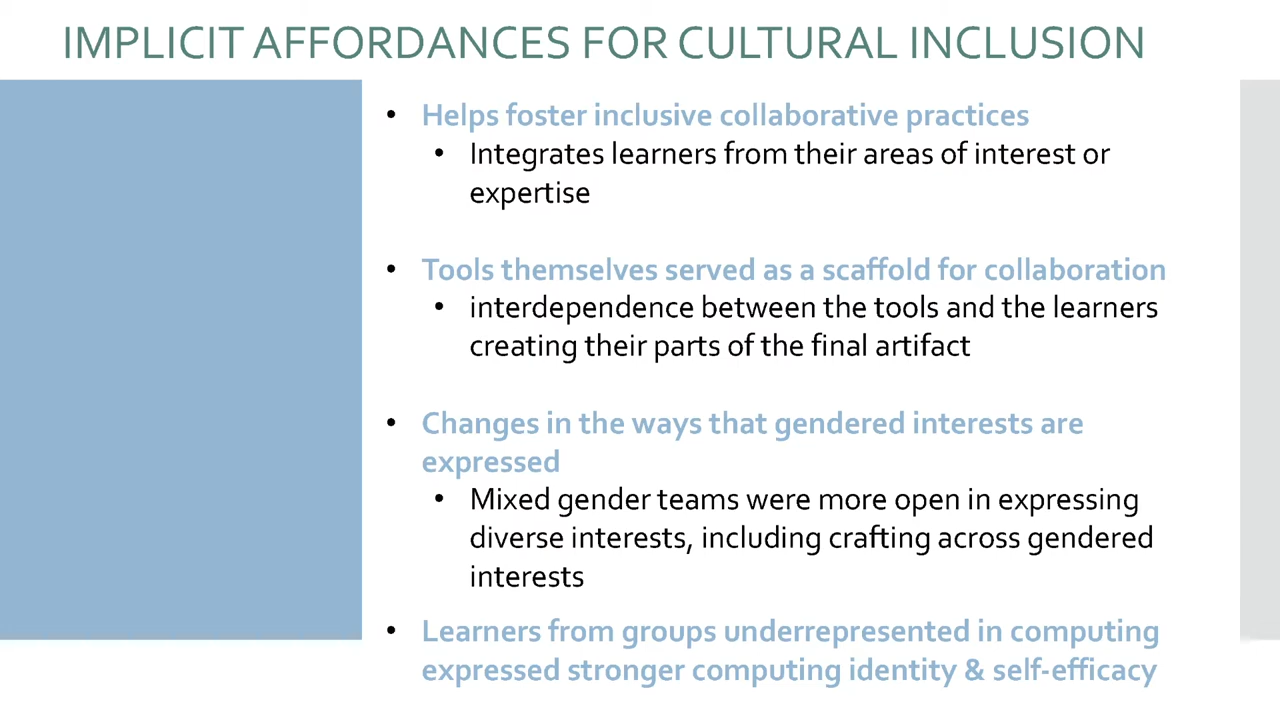 IMPLICIT AFFORDANCES FOR CULTURAL INCLUSION
• Helps foster inclusive collaborative practices
• Integrates learners from their areas of interest or
expertise
• Tools themselves served as a scaffold for collaboration
• interdependence between the tools and the learners
creating their parts of the final artifact
• Changes in the ways that gendered interests are
expressed
• Mixed gender teams were more open in expressing
diverse interests, including crafting across gendered
interests
• Learners from groups underrepresented in computing
expressed stronger computing identity & self-efficacy